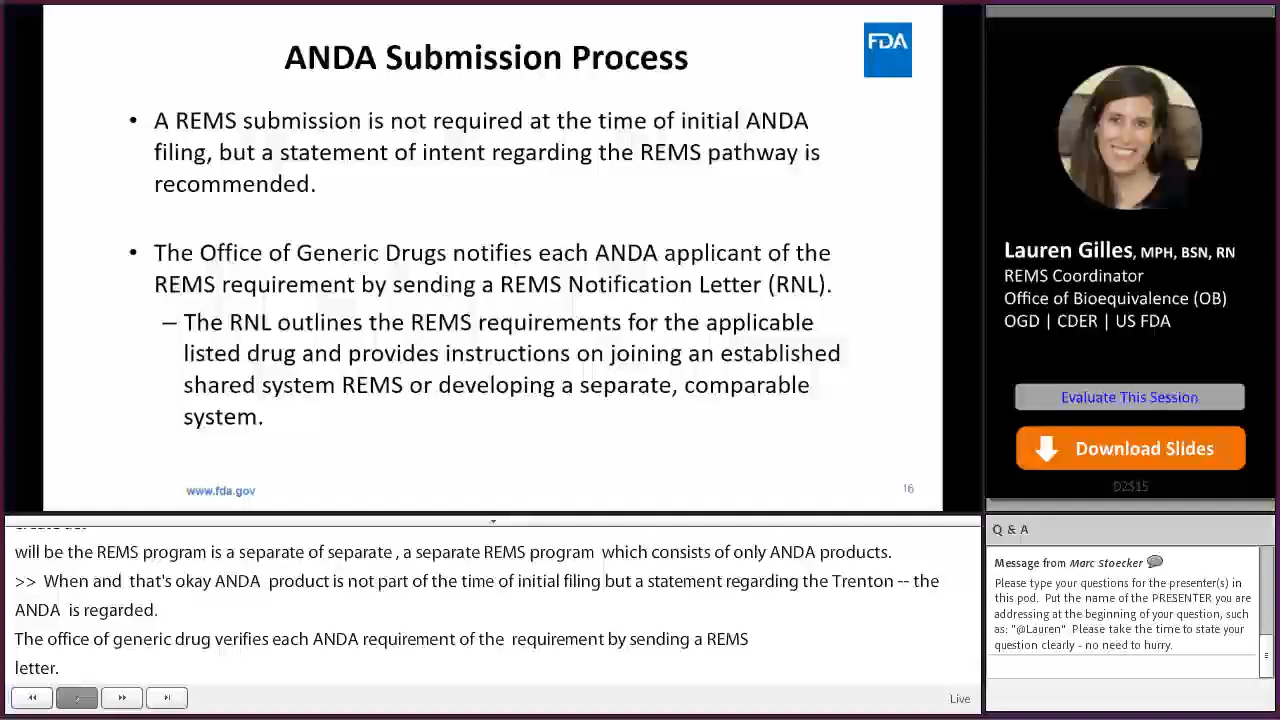 ANDA Submission Process
FDA
• A REMS submission is not required at the time of initial ANDA
filing, but a statement of intent regarding the REMS pathway is
recommended.
• The Office of Generic Drugs notifies each ANDA applicant of the
REMS requirement by sending a REMS Notification Letter (RNL).
– The RNL outlines the REMS requirements for the applicable
listed drug and provides instructions on joining an established
shared system REMS or developing a separate, comparable
system.
www.fda.gov
16
Lauren Gilles, MPH, BSN, RN
REMS Coordinator
Office of Bioequivalence (OB)
OGD | CDER | US FDA
Evaluate This Session
Download Slides
D2S15
will be the REMS program is a separate of separate , a separate REMS program which consists of only ANDA products.
>> When and that's okay ANDA product is not part of the time of initial filing but a statement regarding the Trenton -- the
ANDA is regarded.
The office of generic drug verifies each ANDA requirement of the requirement by sending a REMS
letter.
Live
Q & A
Message from Marc Stoecker
Please type your questions for the presenter(s) in
this pod. Put the name of the PRESENTER you are
addressing at the beginning of your question, such
as: "@Lauren" Please take the time to state your
question clearly - no need to hurry.